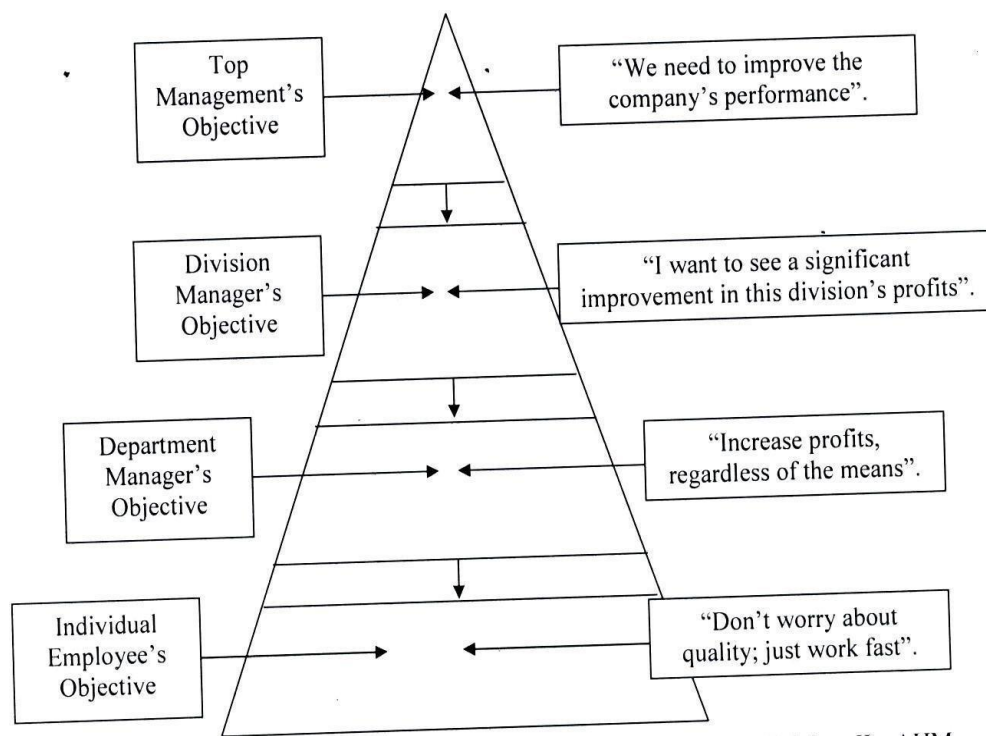 Top
Management's
Objective
"We need to improve the
company's performance".
Division
Manager's
Objective
"I want to see a significant
improvement in this division's profits".
Department
Manager's
Objective
"Increase profits,
regardless of the means".
Individual
Employee's
Objective
"Don't worry about
quality; just work fast".